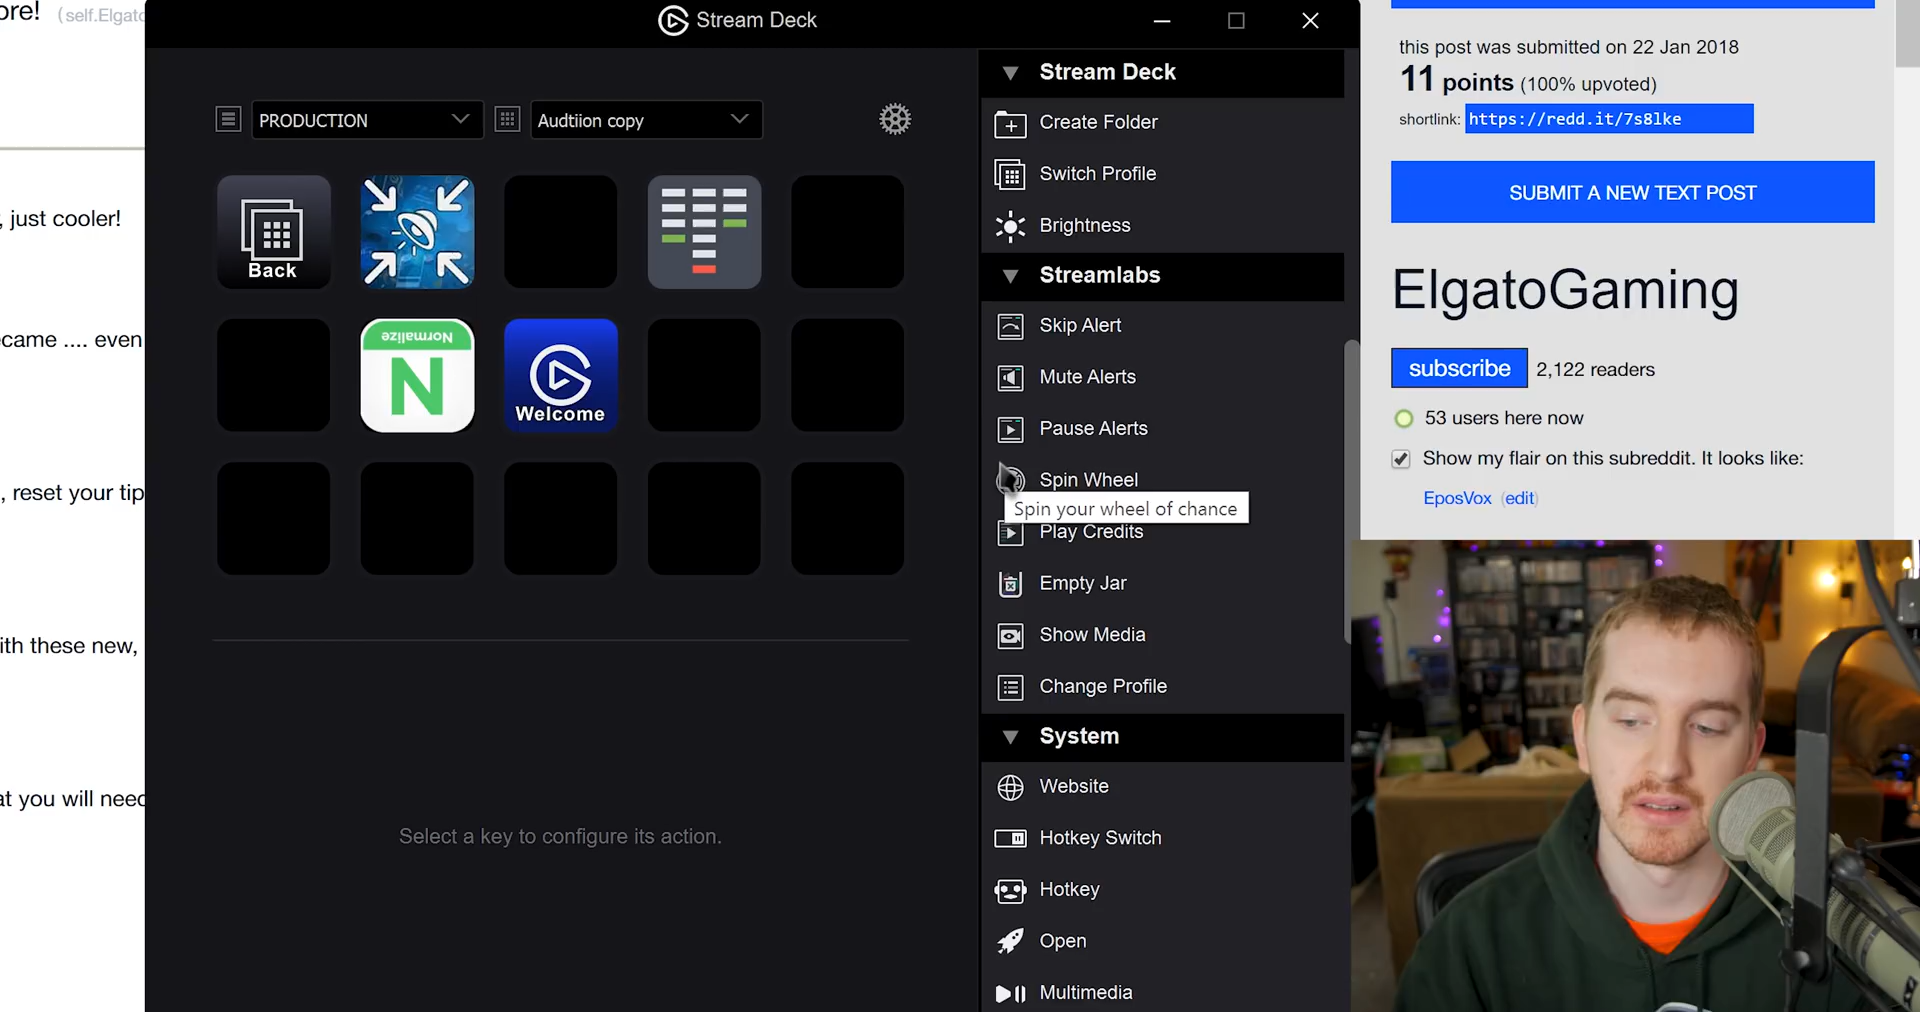 ore! (self.Elgato
, just cooler!
came .... even
, reset your tip
ith these new,
at you will need
Stream Deck
PRODUCTION
Audtiion copy
Back
Normalize
N
Welcome
Select a key to configure its action.
Stream Deck
Create Folder
Switch Profile
Brightness
Streamlabs
Skip Alert
Mute Alerts
Pause Alerts
Spin Wheel
Spin your wheel of chance
Play Credits
Empty Jar
Show Media
Change Profile
System
Website
Hotkey Switch
Hotkey
Open
Multimedia
this post was submitted on 22 Jan 2018
11 points (100% upvoted)
shortlink: https://redd.it/7s8lke
SUBMIT A NEW TEXT POST
ElgatoGaming
subscribe 2,122 readers
53 users here now
Show my flair on this subreddit. It looks like:
EposVox (edit)